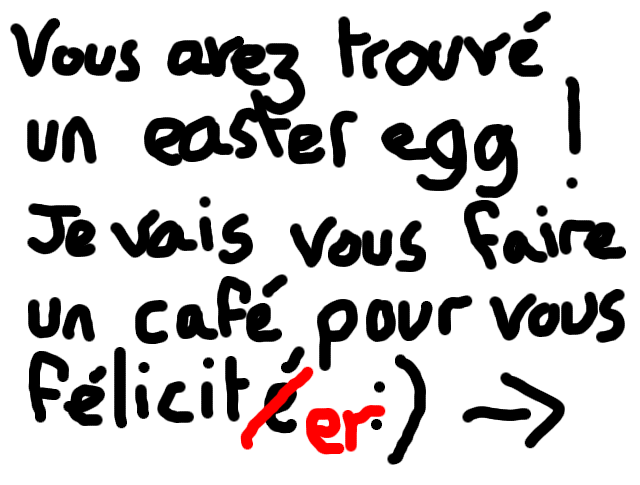 Vous avez trouvé
un easter egg !
Je vais vous faire
un café pour vous
félicitéer :) →